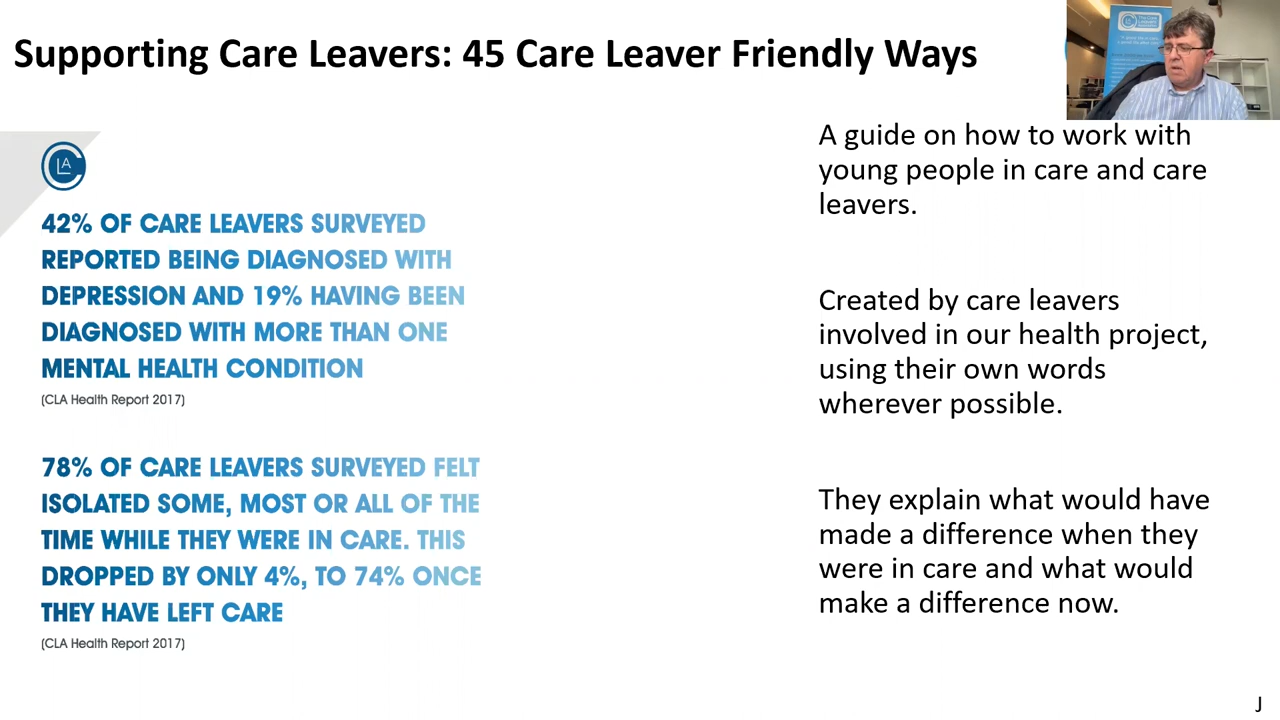 Supporting Care Leavers: 45 Care Leaver Friendly Ways
CLA
42% OF CARE LEAVERS SURVEYED
REPORTED BEING DIAGNOSED WITH
DEPRESSION AND 19% HAVING BEEN
DIAGNOSED WITH MORE THAN ONE
MENTAL HEALTH CONDITION
(CLA Health Report 2017)
78% OF CARE LEAVERS SURVEYED FELT
ISOLATED SOME, MOST OR ALL OF THE
TIME WHILE THEY WERE IN CARE. THIS
DROPPED BY ONLY 4%, TO 74% ONCE
THEY HAVE LEFT CARE
(CLA Health Report 2017)
A guide on how to work with
young people in care and care
leavers.
Created by care leavers
involved in our health project,
using their own words
wherever possible.
They explain what would have
made a difference when they
were in care and what would
make a difference now.
J